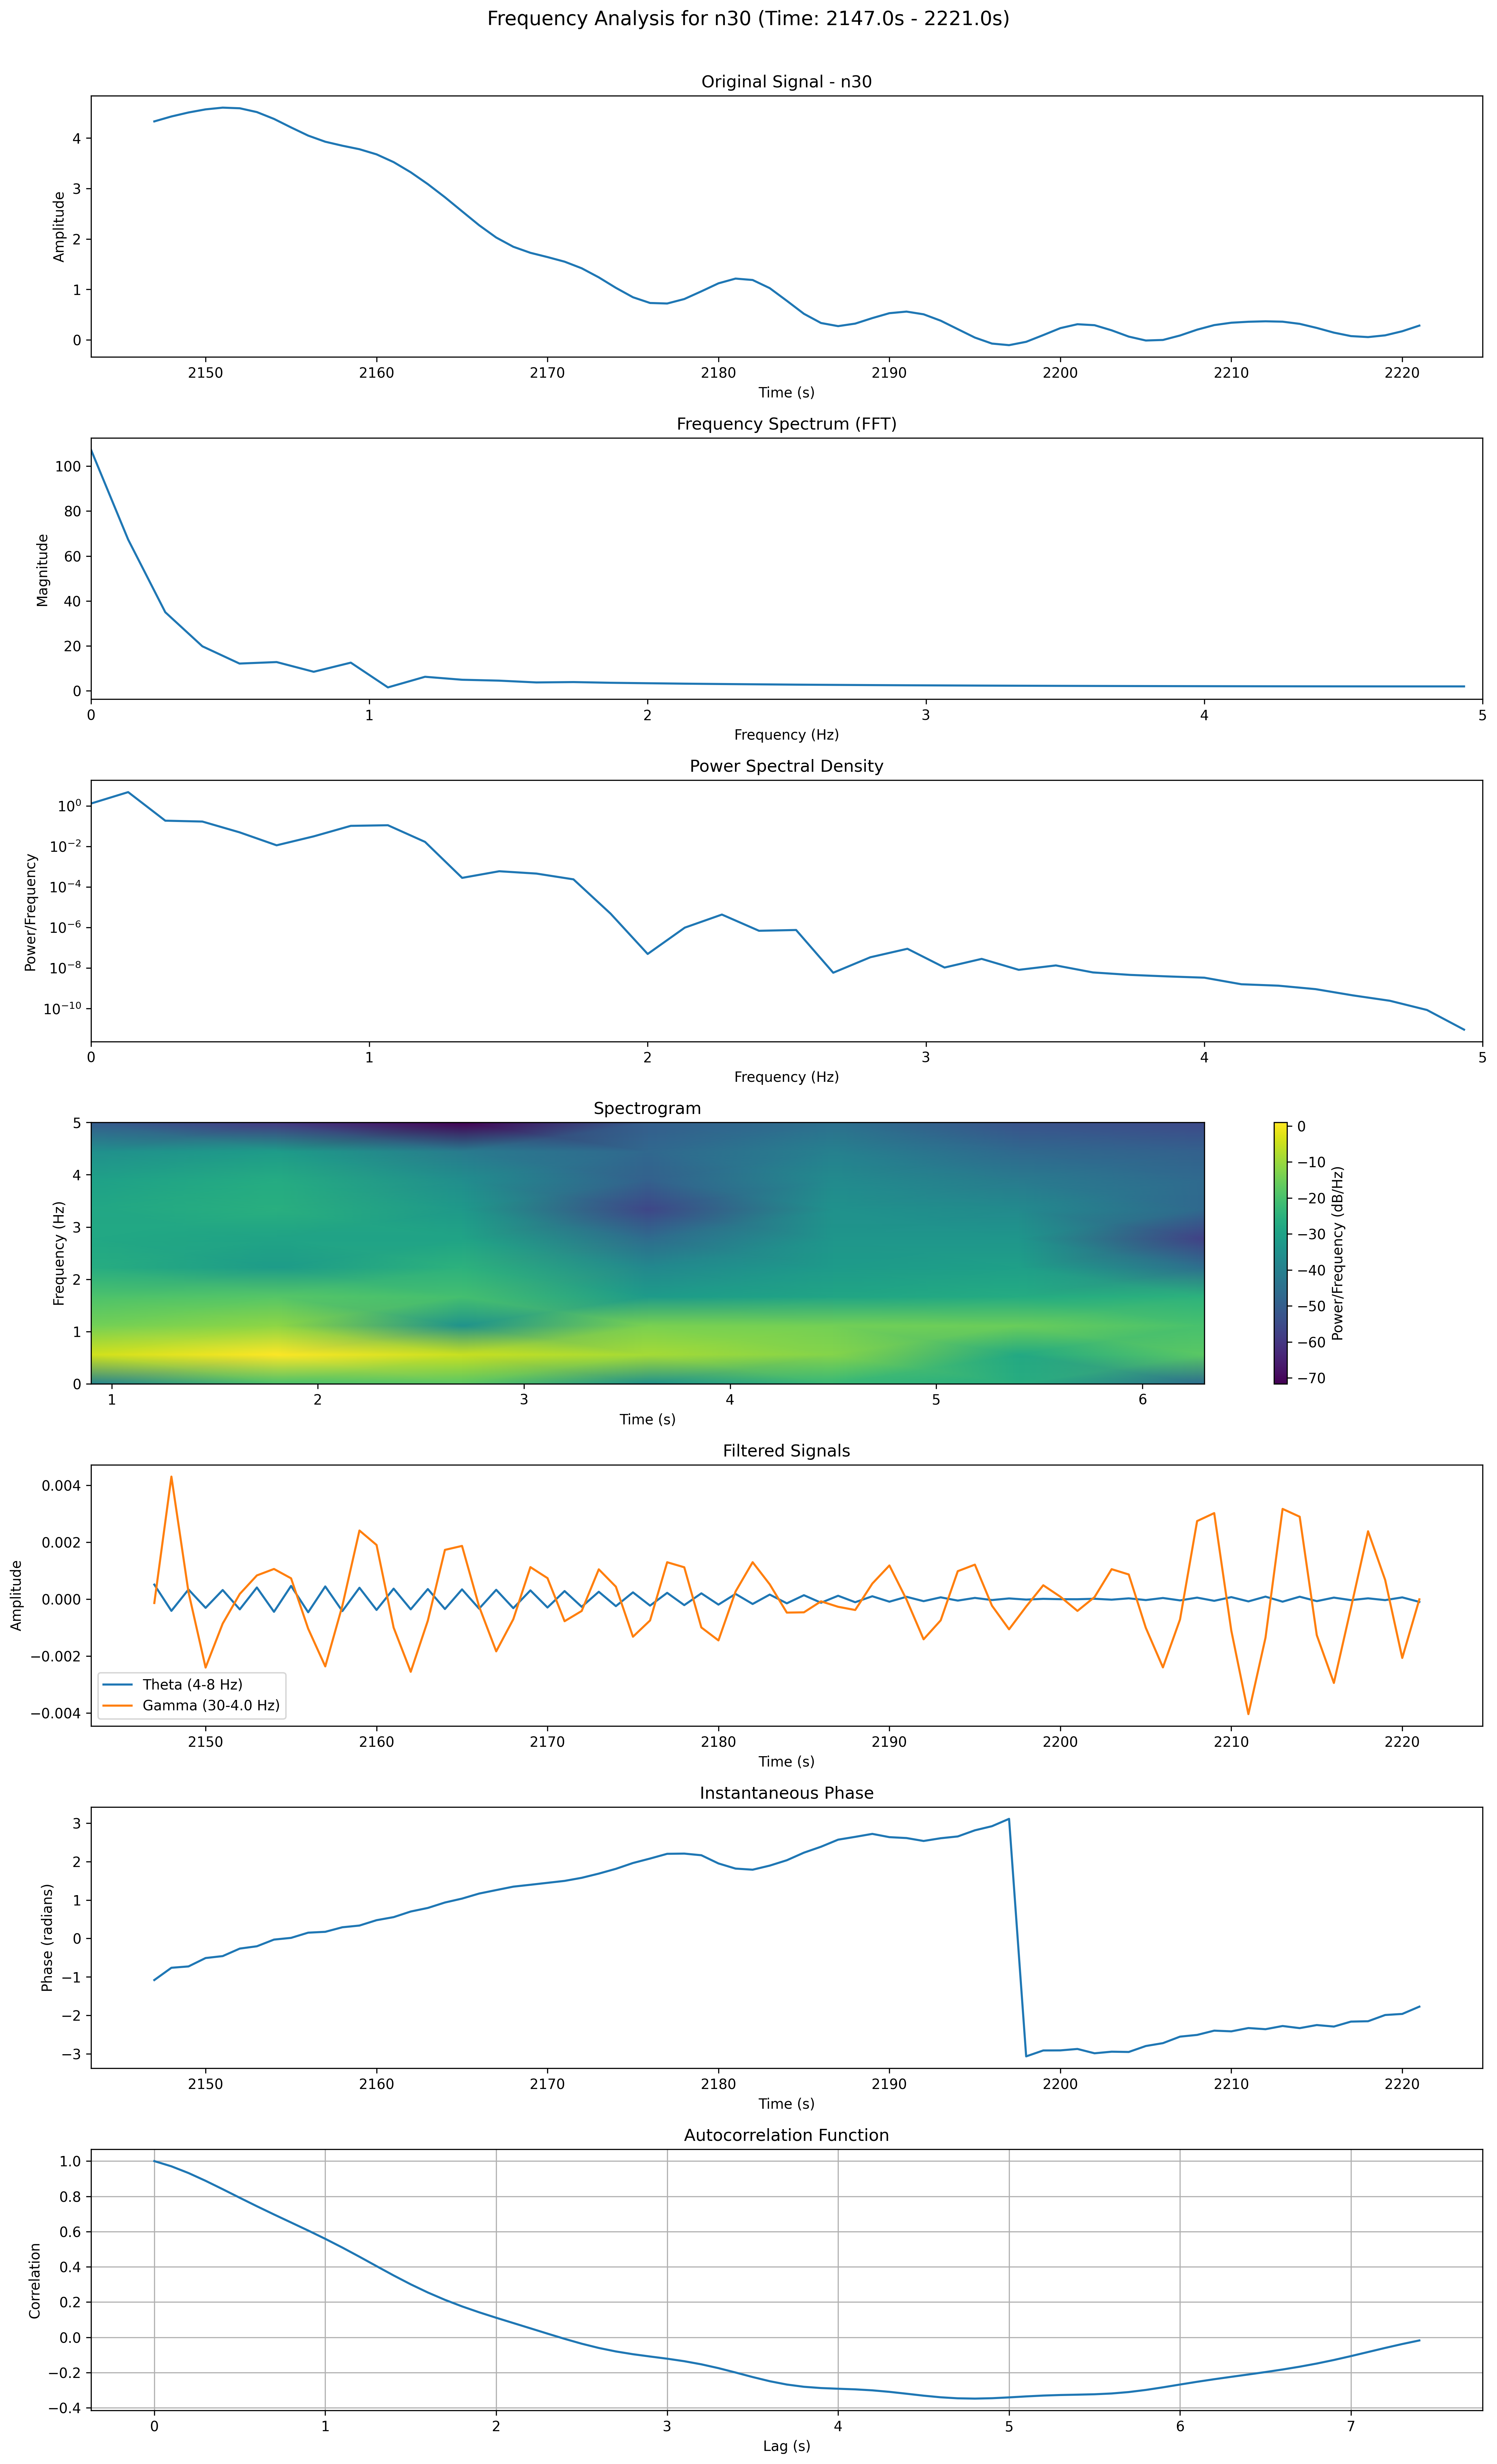 Frequency Analysis for n30 (Time: 2147.0s - 2221.0s)
Original Signal - n30
Amplitude
4
3
2
1
0
2150 2160 2170 2180 2190 2200 2210 2220
Time (s)
Frequency Spectrum (FFT)
Magnitude
100
80
60
40
20
0
0 1 2 3 4 5
Frequency (Hz)
Power Spectral Density
Power/Frequency
10⁰
10⁻²
10⁻⁴
10⁻⁶
10⁻⁸
10⁻¹⁰
0 1 2 3 4 5
Frequency (Hz)
Spectrogram
Frequency (Hz)
5
4
3
2
1
0
1 2 3 4 5 6
Time (s)
0
−10
−20
−30
−40
−50
−60
−70
Power/Frequency (dB/Hz)
Filtered Signals
Amplitude
0.004
0.002
0.000
−0.002
−0.004
Theta (4-8 Hz)
Gamma (30-4.0 Hz)
2150 2160 2170 2180 2190 2200 2210 2220
Time (s)
Instantaneous Phase
Phase (radians)
3
2
1
0
−1
−2
−3
2150 2160 2170 2180 2190 2200 2210 2220
Time (s)
Autocorrelation Function
Correlation
1.0
0.8
0.6
0.4
0.2
0.0
−0.2
−0.4
0 1 2 3 4 5 6 7
Lag (s)